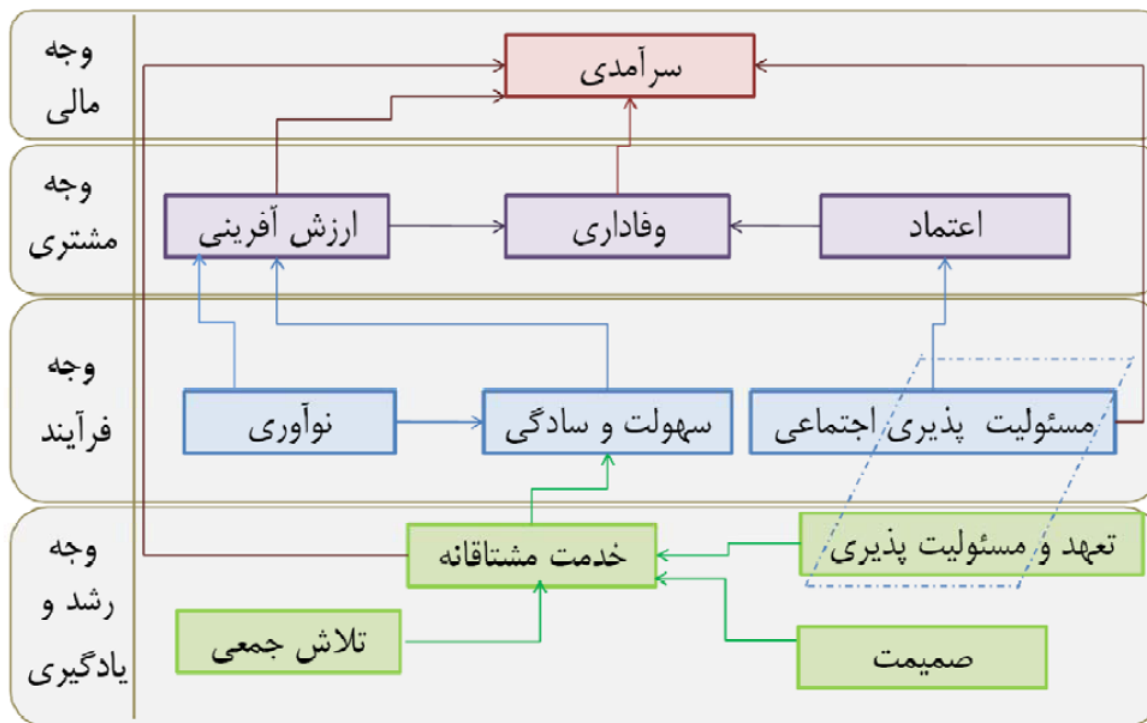 وجه
مالی
سرآمدی
وجه
مشتری
ارزش آفرینی
وفاداری
اعتماد
وجه
فرآیند
نوآوری
سهولت و سادگی
مسئولیت پذیری اجتماعی
وجه
رشد و
یادگیری
خدمت مشتاقانه
تعهد و مسئولیت پذیری
تلاش جمعی
صمیمت